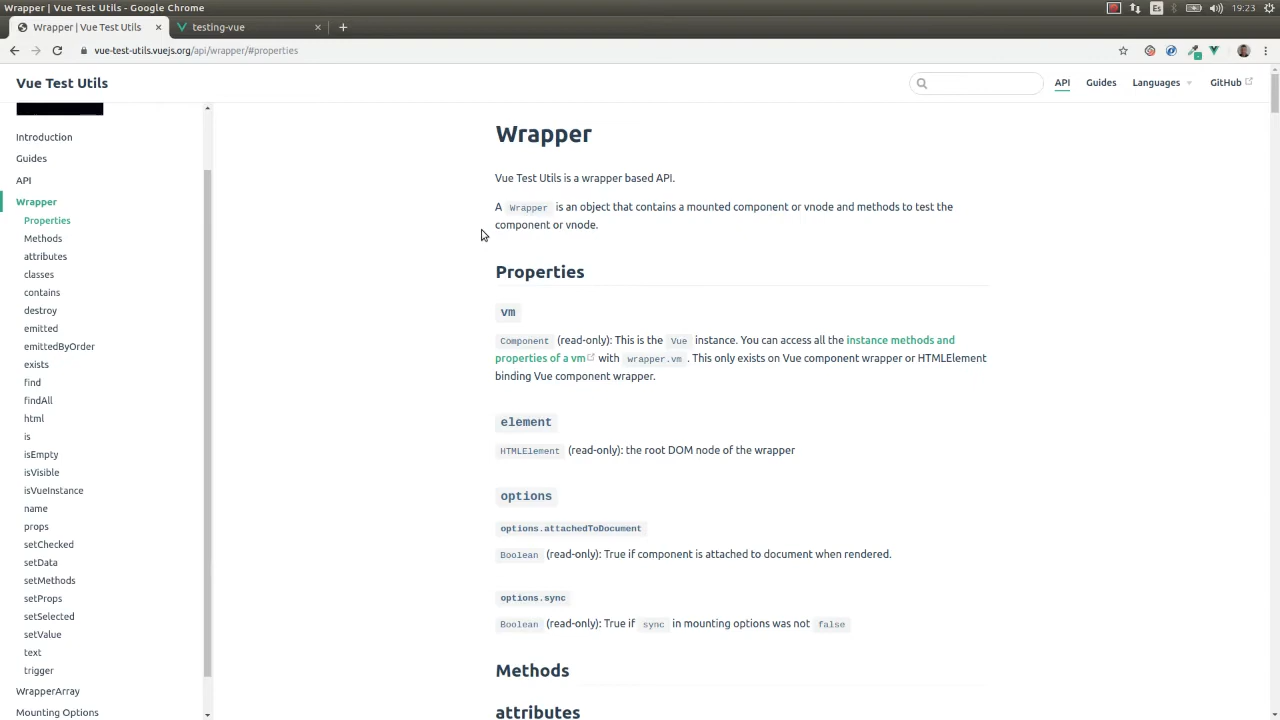 Wrapper | Vue Test Utils - Google Chrome
Es
19:23
Wrapper | Vue Test Utils
testing-vue
vue-test-utils.vuejs.org/api/wrapper/#properties
Vue Test Utils
API
Guides
Languages
GitHub
Introduction
Guides
API
Wrapper
Properties
Methods
attributes
classes
contains
destroy
emitted
emittedByOrder
exists
find
findAll
html
is
isEmpty
isVisible
isVueInstance
name
props
setChecked
setData
setMethods
setProps
setSelected
setValue
text
trigger
WrapperArray
Mounting Options
Wrapper
Vue Test Utils is a wrapper based API.
A Wrapper is an object that contains a mounted component or vnode and methods to test the
component or vnode.
Properties
vm
Component (read-only): This is the Vue instance. You can access all the instance methods and
properties of a vm with wrapper.vm. This only exists on Vue component wrapper or HTMLElement
binding Vue component wrapper.
element
HTMLElement (read-only): the root DOM node of the wrapper
options
options.attachedToDocument
Boolean (read-only): True if component is attached to document when rendered.
options.sync
Boolean (read-only): True if sync in mounting options was not false
Methods
attributes